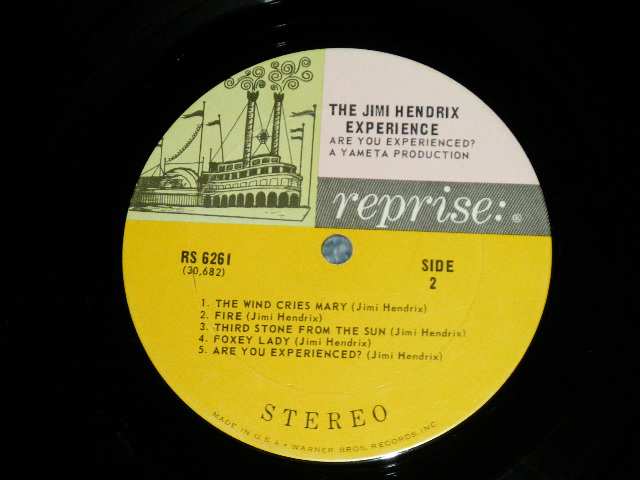 THE JIMI HENDRIX
EXPERIENCE
ARE YOU EXPERIENCED?
A YAMETA PRODUCTION
reprise: ®
RS 6261
(30,682)
SIDE
2
1. THE WIND CRIES MARY (Jimi Hendrix)
2. FIRE (Jimi Hendrix)
3. THIRD STONE FROM THE SUN (Jimi Hendrix)
4. FOXEY LADY (Jimi Hendrix)
5. ARE YOU EXPERIENCED? (Jimi Hendrix)
STEREO
MADE IN U.S.A. • WARNER BROS. RECORDS, INC.